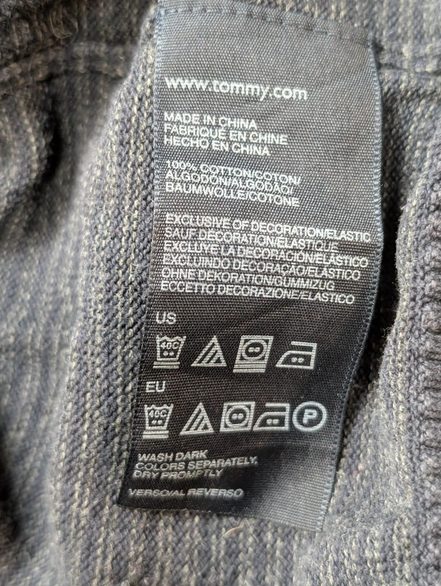 www.tommy.com
MADE IN CHINA
FABRIQUÉ EN CHINE
HECHO EN CHINA
100% COTTON/COTON/
ALGODÓN/ALGODÃO/
BAUMWOLLE/COTONE
EXCLUSIVE OF DECORATION/ELASTIC
SAUF DÉCORATION/ÉLASTIQUE
EXCLUYE LA DECORACIÓN/ELÁSTICO
EXCLUINDO DECORAÇÃO/ELÁSTICO
OHNE DEKORATION/GUMMIZUG
ECCETTO DECORAZIONE/ELASTICO
US
40C
EU
40C P
WASH DARK
COLORS SEPARATELY,
DRY PROMPTLY
VERSO/AL REVERSO